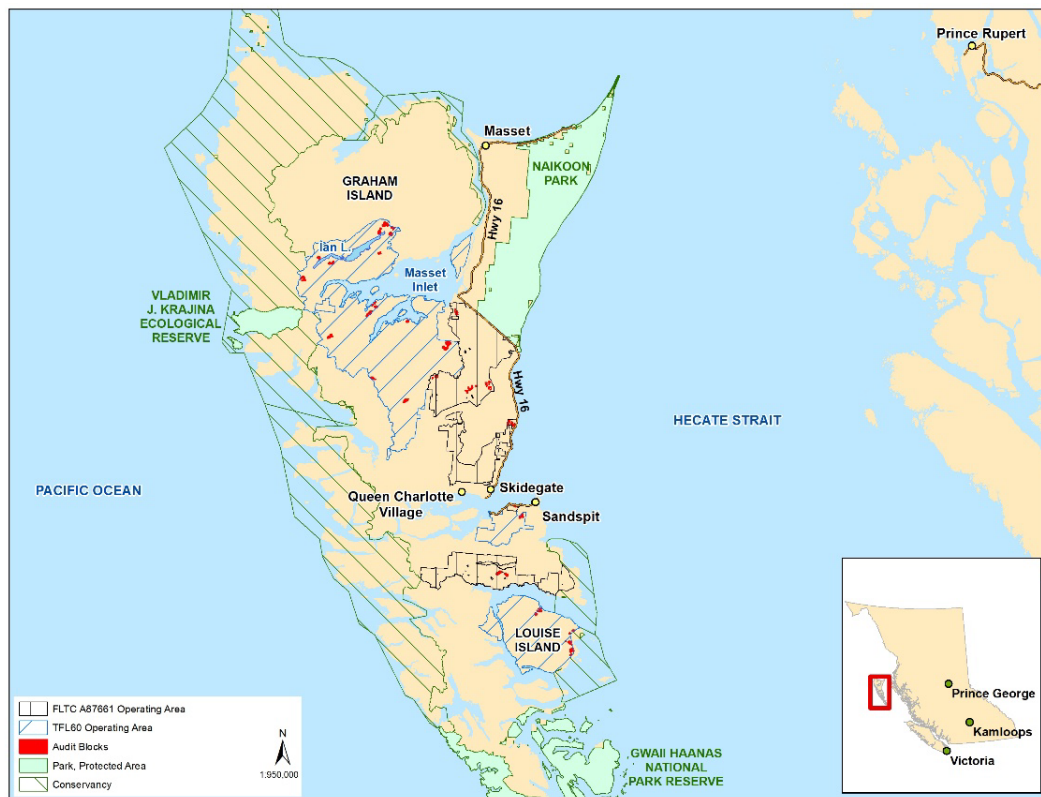 Prince Rupert
Masset
NAIKOON
PARK
GRAHAM
ISLAND
Hwy 16
Ian L.
Masset
Inlet
VLADIMIR
J. KRAJINA
ECOLOGICAL
RESERVE
Hwy 16
HECATE STRAIT
PACIFIC OCEAN
Queen Charlotte
Village
Skidegate
Sandspit
LOUISE
ISLAND
GWAII HAANAS
NATIONAL
PARK RESERVE
FLTC A87661 Operating Area
TFL60 Operating Area
Audit Blocks
Park, Protected Area
Conservancy
N
1:950,000
Prince George
Kamloops
Victoria